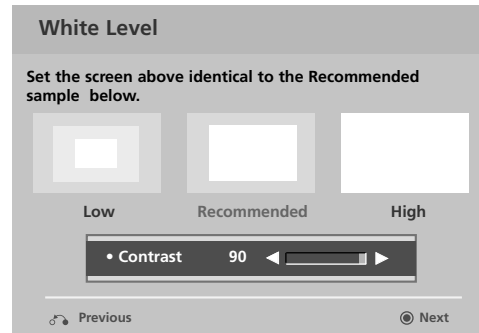 White Level
Set the screen above identical to the Recommended
sample below.
Low Recommended High
• Contrast 90
Previous Next